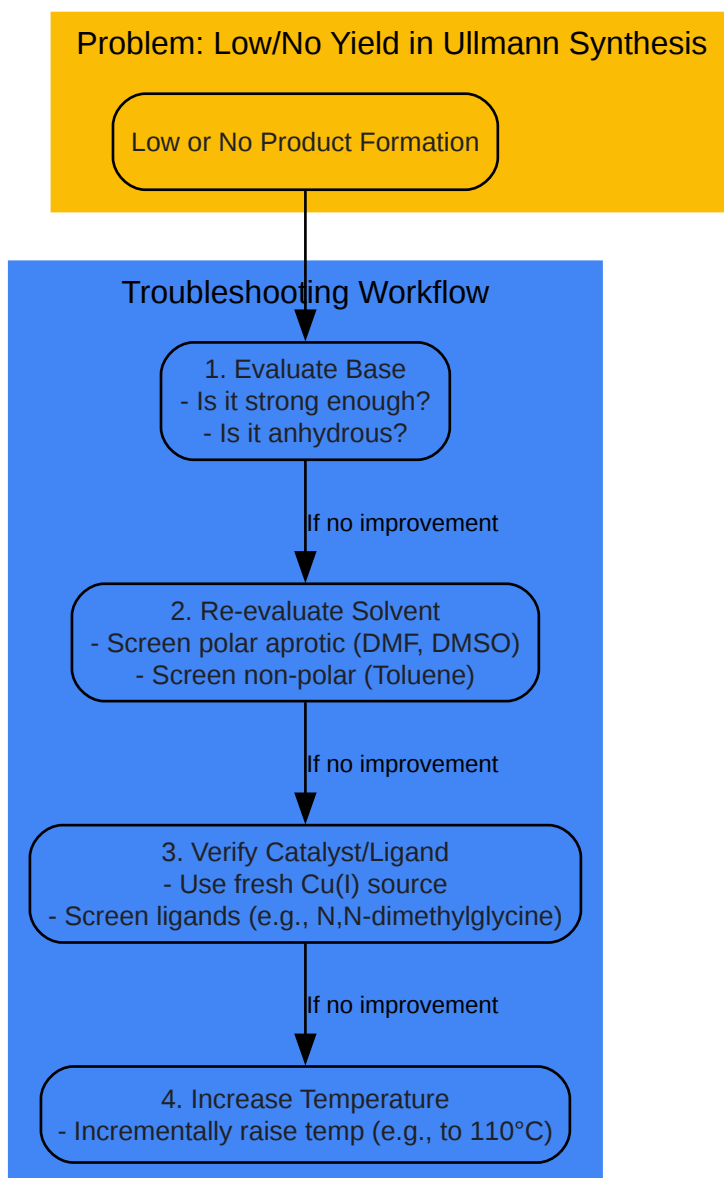 Problem: Low/No Yield in Ullmann Synthesis
Low or No Product Formation
Troubleshooting Workflow
1. Evaluate Base
- Is it strong enough?
- Is it anhydrous?
If no improvement
2. Re-evaluate Solvent
- Screen polar aprotic (DMF, DMSO)
- Screen non-polar (Toluene)
If no improvement
3. Verify Catalyst/Ligand
- Use fresh Cu(I) source
- Screen ligands (e.g., N,N-dimethylglycine)
If no improvement
4. Increase Temperature
- Incrementally raise temp (e.g., to 110°C)